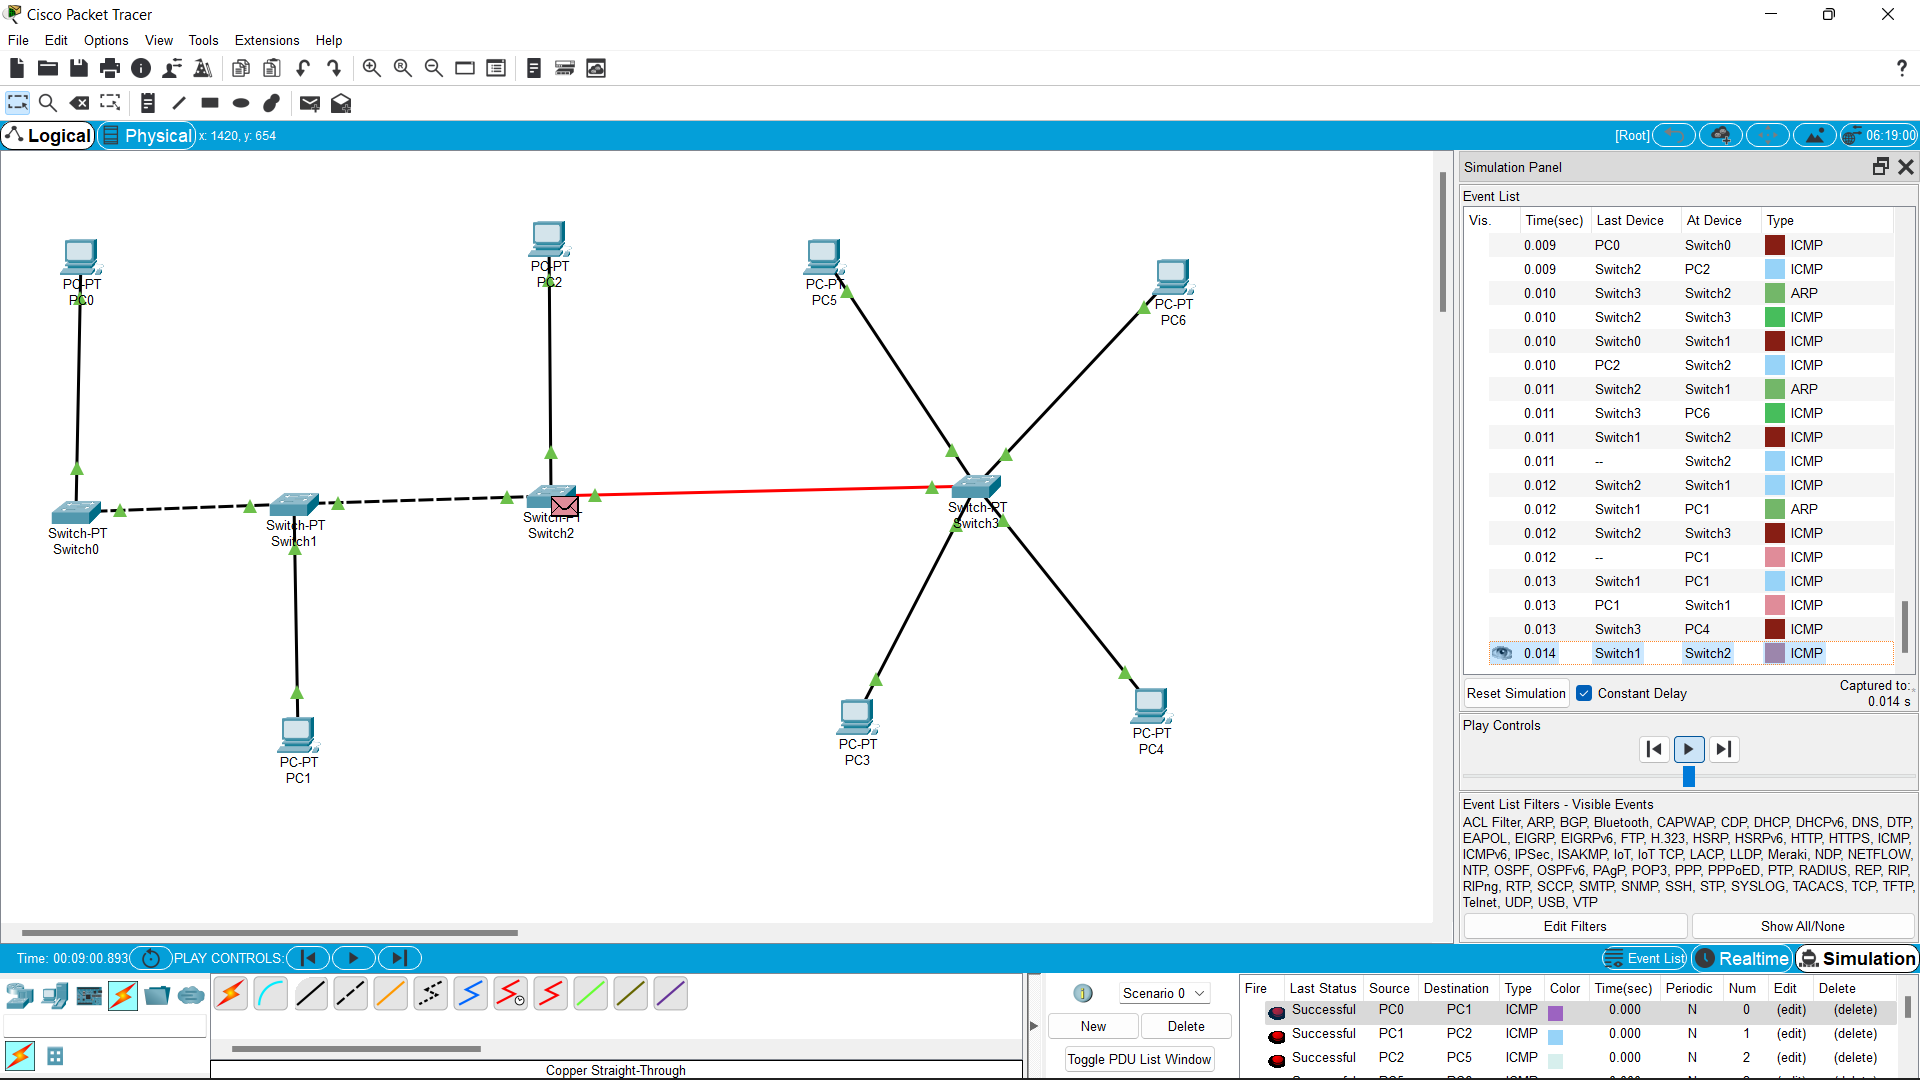 Cisco Packet Tracer
File Edit Options View Tools Extensions Help
?
Logical Physical x: 1420, y: 654
[Root] 06:19:00
PC-PT
PC0
PC-PT
PC2
PC-PT
PC5
PC-PT
PC6
Switch-PT
Switch0
Switch-PT
Switch1
Switch-PT
Switch2
Switch-PT
Switch3
PC-PT
PC1
PC-PT
PC3
PC-PT
PC4
Simulation Panel
Event List
Vis. Time(sec) Last Device At Device Type
0.009 PC0 Switch0 ICMP
0.009 Switch2 PC2 ICMP
0.010 Switch3 Switch2 ARP
0.010 Switch2 Switch3 ICMP
0.010 Switch0 Switch1 ICMP
0.010 PC2 Switch2 ICMP
0.011 Switch2 Switch1 ARP
0.011 Switch3 PC6 ICMP
0.011 Switch1 Switch2 ICMP
0.011 -- Switch2 ICMP
0.012 Switch2 Switch1 ICMP
0.012 Switch1 PC1 ARP
0.012 Switch2 Switch3 ICMP
0.012 -- PC1 ICMP
0.013 Switch1 PC1 ICMP
0.013 PC1 Switch1 ICMP
0.013 Switch3 PC4 ICMP
0.014 Switch1 Switch2 ICMP
Reset Simulation Constant Delay Captured to:
0.014 s
Play Controls
Event List Filters - Visible Events
ACL Filter, ARP, BGP, Bluetooth, CAPWAP, CDP, DHCP, DHCPv6, DNS, DTP,
EAPOL, EIGRP, EIGRPv6, FTP, H.323, HSRP, HSRPv6, HTTP, HTTPS, ICMP,
ICMPv6, IPSec, ISAKMP, IoT, IoT TCP, LACP, LLDP, Meraki, NDP, NETFLOW,
NTP, OSPF, OSPFv6, PAgP, POP3, PPP, PPPoED, PTP, RADIUS, REP, RIP,
RIPng, RTP, SCCP, SMTP, SNMP, SSH, STP, SYSLOG, TACACS, TCP, TFTP,
Telnet, UDP, USB, VTP
Edit Filters Show All/None
Time: 00:09:00.893 PLAY CONTROLS:
Event List Realtime Simulation
Copper Straight-Through
Scenario 0
New Delete
Toggle PDU List Window
Fire Last Status Source Destination Type Color Time(sec) Periodic Num Edit Delete
Successful PC0 PC1 ICMP 0.000 N 0 (edit) (delete)
Successful PC1 PC2 ICMP 0.000 N 1 (edit) (delete)
Successful PC2 PC5 ICMP 0.000 N 2 (edit) (delete)